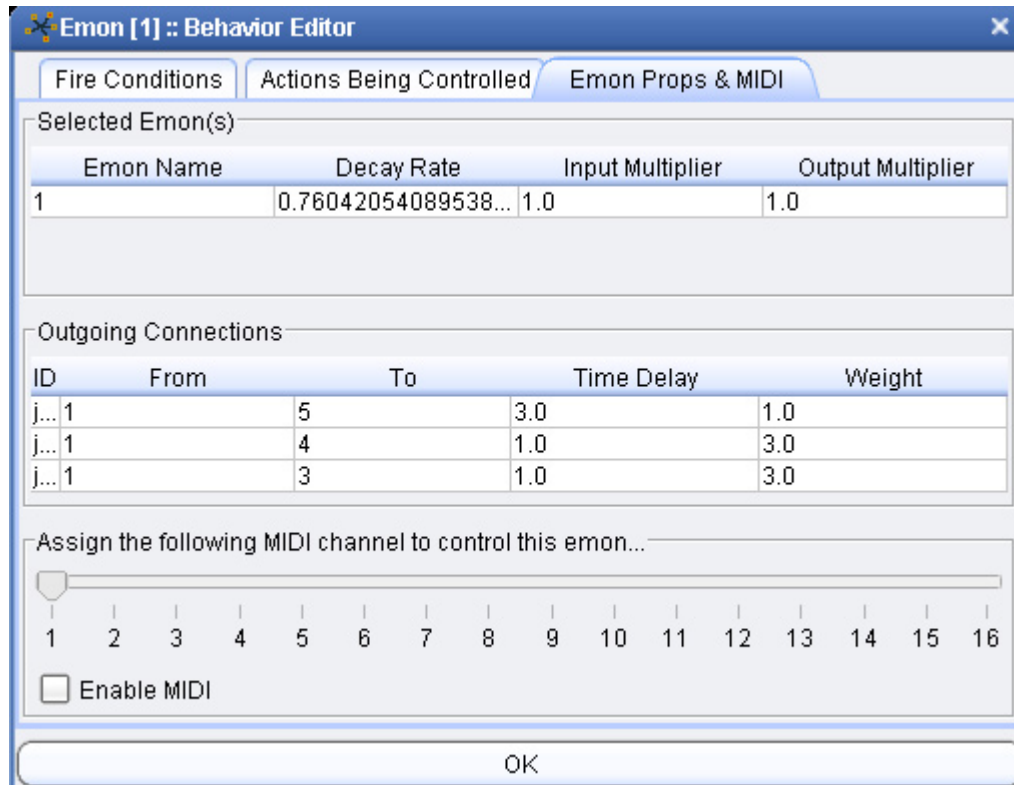 Emon [1] :: Behavior Editor
Fire Conditions Actions Being Controlled Emon Props & MIDI
Selected Emon(s)
Emon Name Decay Rate Input Multiplier Output Multiplier
1 0.76042054089538... 1.0 1.0
Outgoing Connections
ID From To Time Delay Weight
j... 1 5 3.0 1.0
j... 1 4 1.0 3.0
j... 1 3 1.0 3.0
Assign the following MIDI channel to control this emon...
1 2 3 4 5 6 7 8 9 10 11 12 13 14 15 16
Enable MIDI
OK